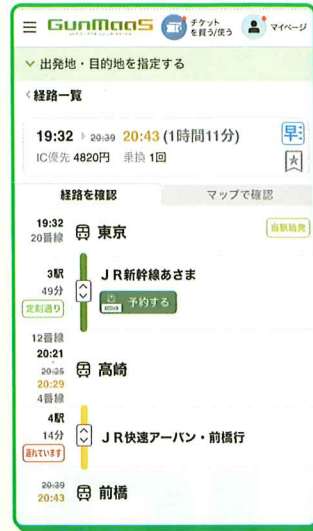 GunMaaS
チケット
を買う/使う
マイページ
出発地・目的地を指定する
経路一覧
19:32 20:39 20:43 (1時間11分)
早
IC優先 4820円 乗換 1回
経路を確認 マップで確認
19:32
20番線
東京
当駅始発
3駅
49分
定刻通り
JR新幹線あさま
予約する
12番線
20:21
20:25
20:29
4番線
高崎
4駅
14分
遅れています
JR快速アーバン・前橋行
20:39
20:43
前橋